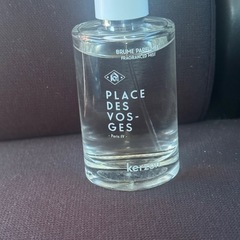 BRUME PARFUMÉE
FRAGRANCED MIST
PLACE
DES
VOS-
GES
- Paris IV -
kerzon